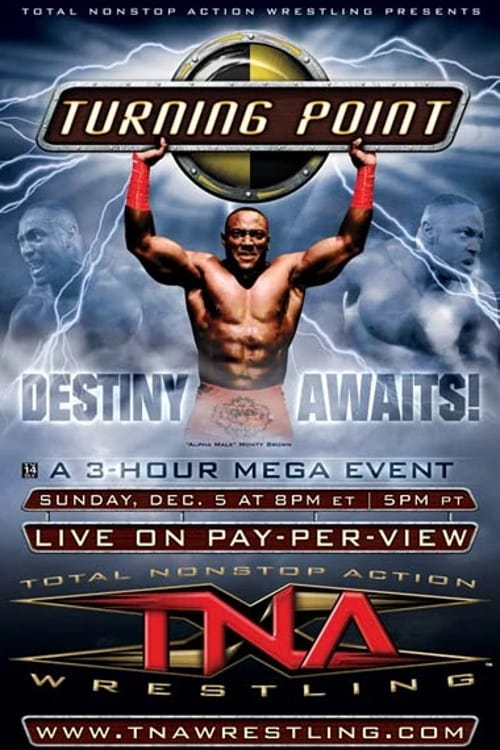 TOTAL NONSTOP ACTION WRESTLING PRESENTS
TURNING POINT
DESTINY AWAITS!
"ALPHA MALE" MONTY BROWN
14
A 3-HOUR MEGA EVENT
SUNDAY, DEC. 5 AT 8PM ET | 5PM PT
LIVE ON PAY-PER-VIEW
TOTAL NONSTOP ACTION
TNA
WRESTLING
WWW.TNAWRESTLING.COM